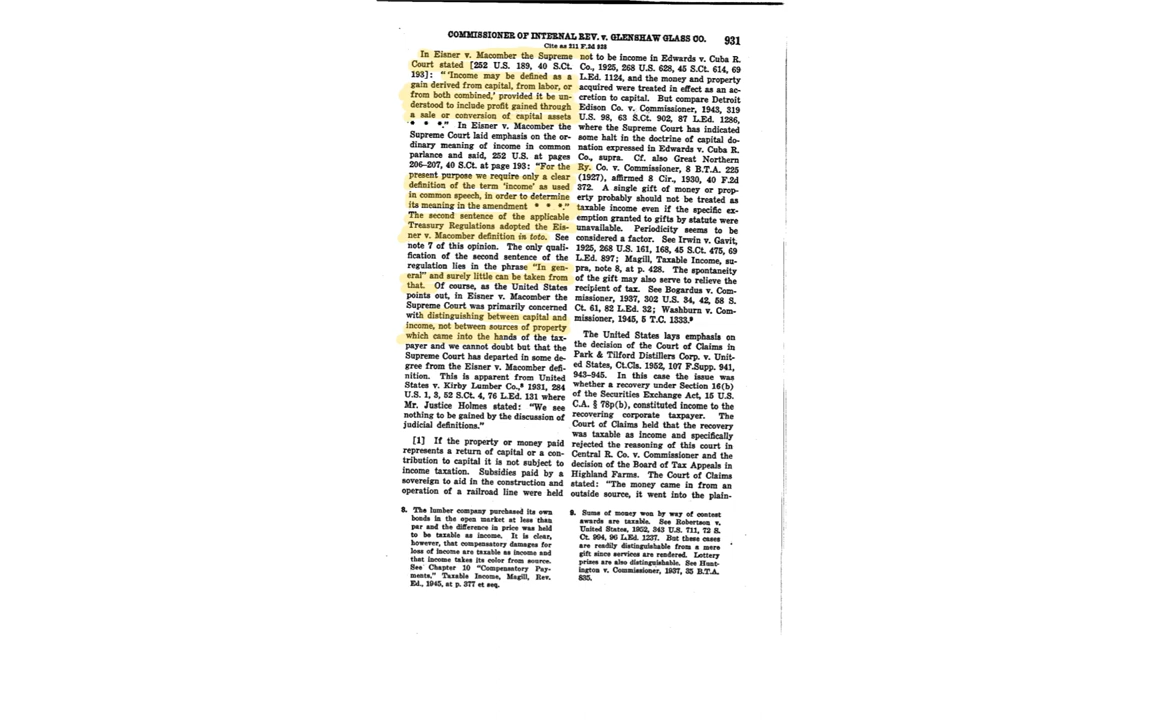 COMMISSIONER OF INTERNAL REV. v. GLENSHAW GLASS CO. 931
Cite as 211 F.2d 928
In Eisner v. Macomber the Supreme
Court stated [252 U.S. 189, 40 S.Ct.
193]: "'Income may be defined as a
gain derived from capital, from labor, or
from both combined,' provided it be un-
derstood to include profit gained through
a sale or conversion of capital assets
* * *." In Eisner v. Macomber the
Supreme Court laid emphasis on the or-
dinary meaning of income in common
parlance and said, 252 U.S. at pages
206-207, 40 S.Ct. at page 193: "For the
present purpose we require only a clear
definition of the term 'income' as used
in common speech, in order to determine
its meaning in the amendment * * *."
The second sentence of the applicable
Treasury Regulations adopted the Eis-
ner v. Macomber definition in toto. See
note 7 of this opinion. The only quali-
fication of the second sentence of the
regulation lies in the phrase "In gen-
eral" and surely little can be taken from
that. Of course, as the United States
points out, in Eisner v. Macomber the
Supreme Court was primarily concerned
with distinguishing between capital and
income, not between sources of property
which came into the hands of the tax-
payer and we cannot doubt but that the
Supreme Court has departed in some de-
gree from the Eisner v. Macomber defi-
nition. This is apparent from United
States v. Kirby Lumber Co.,8 1931, 284
U.S. 1, 3, 52 S.Ct. 4, 76 L.Ed. 131 where
Mr. Justice Holmes stated: "We see
nothing to be gained by the discussion of
judicial definitions."
[1] If the property or money paid
represents a return of capital or a con-
tribution to capital it is not subject to
income taxation. Subsidies paid by a
sovereign to aid in the construction and
operation of a railroad line were held
8. The lumber company purchased its own
bonds in the open market at less than
par and the difference in price was held
to be taxable as income. It is clear,
however, that compensatory damages for
loss of income are taxable as income and
that income takes its color from source.
See Chapter 10 "Compensatory Pay-
ments," Taxable Income, Magill, Rev.
Ed., 1945, at p. 377 et seq.
not to be income in Edwards v. Cuba R.
Co., 1925, 268 U.S. 628, 45 S.Ct. 614, 69
L.Ed. 1124, and the money and property
acquired were treated in effect as an ac-
cretion to capital. But compare Detroit
Edison Co. v. Commissioner, 1943, 319
U.S. 98, 63 S.Ct. 902, 87 L.Ed. 1286,
where the Supreme Court has indicated
some halt in the doctrine of capital do-
nation expressed in Edwards v. Cuba R.
Co., supra. Cf. also Great Northern
Ry. Co. v. Commissioner, 8 B.T.A. 225
(1927), affirmed 8 Cir., 1930, 40 F.2d
372. A single gift of money or prop-
erty probably should not be treated as
taxable income even if the specific ex-
emption granted to gifts by statute were
unavailable. Periodicity seems to be
considered a factor. See Irwin v. Gavit,
1925, 268 U.S. 161, 168, 45 S.Ct. 475, 69
L.Ed. 897; Magill, Taxable Income, su-
pra, note 8, at p. 428. The spontaneity
of the gift may also serve to relieve the
recipient of tax. See Bogardus v. Com-
missioner, 1937, 302 U.S. 34, 42, 58 S.
Ct. 61, 82 L.Ed. 32; Washburn v. Com-
missioner, 1945, 5 T.C. 1333.9
The United States lays emphasis on
the decision of the Court of Claims in
Park & Tilford Distillers Corp. v. Unit-
ed States, Ct.Cls. 1952, 107 F.Supp. 941,
943-945. In this case the issue was
whether a recovery under Section 16(b)
of the Securities Exchange Act, 15 U.S.
C.A. § 78p(b), constituted income to the
recovering corporate taxpayer. The
Court of Claims held that the recovery
was taxable as income and specifically
rejected the reasoning of this court in
Central R. Co. v. Commissioner and the
decision of the Board of Tax Appeals in
Highland Farms. The Court of Claims
stated: "The money came in from an
outside source, it went into the plain-
9. Sums of money won by way of contest
awards are taxable. See Robertson v.
United States, 1952, 343 U.S. 711, 72 S.
Ct. 994, 96 L.Ed. 1237. But these cases
are readily distinguishable from a mere
gift since services are rendered. Lottery
prizes are also distinguishable. See Hunt-
ington v. Commissioner, 1937, 35 B.T.A.
835.